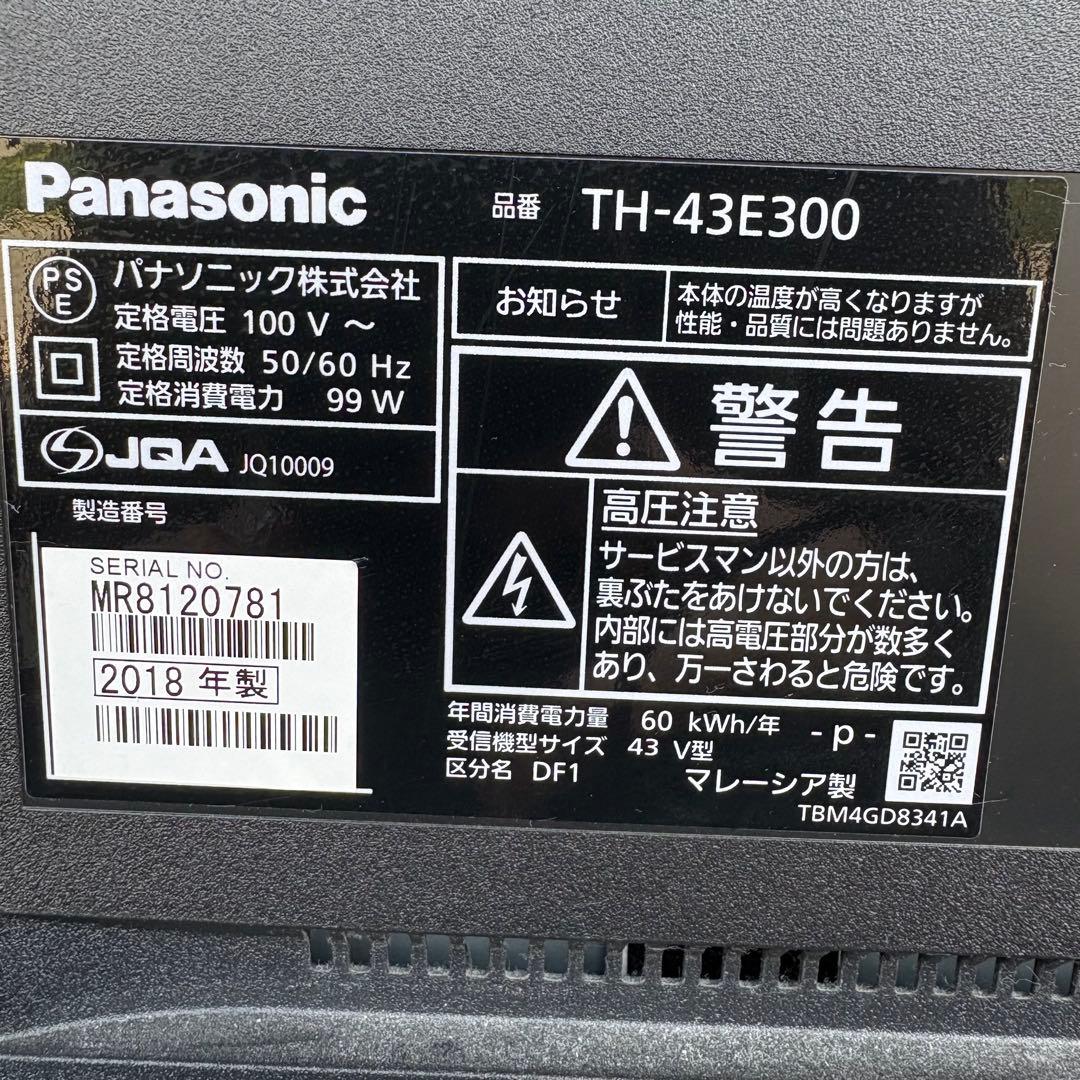 Panasonic
品番 TH-43E300
PS
E
パナソニック株式会社
定格電圧 100 V ～
定格周波数 50/60 Hz
定格消費電力 99 W
JQA JQ10009
製造番号
SERIAL NO.
MR8120781
2018 年製
お知らせ
本体の温度が高くなりますが
性能・品質には問題ありません。
警告
高圧注意
サービスマン以外の方は、
裏ぶたをあけないでください。
内部には高電圧部分が数多く
あり、万一さわると危険です。
年間消費電力量 60 kWh/年
受信機型サイズ 43 V型
区分名 DF1
- p -
マレーシア製
TBM4GD8341A